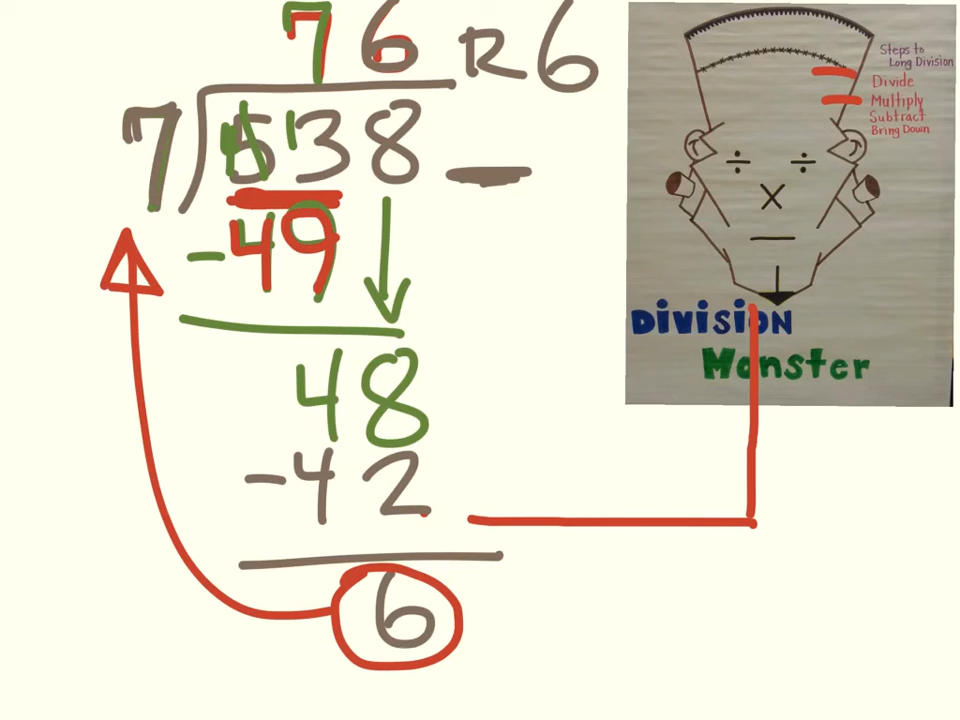 76 R6
7)538
-49
48
-42
6
Steps to
Long Division
Divide
Multiply
Subtract
Bring Down
÷ ÷
X
—
DIVISION
Monster